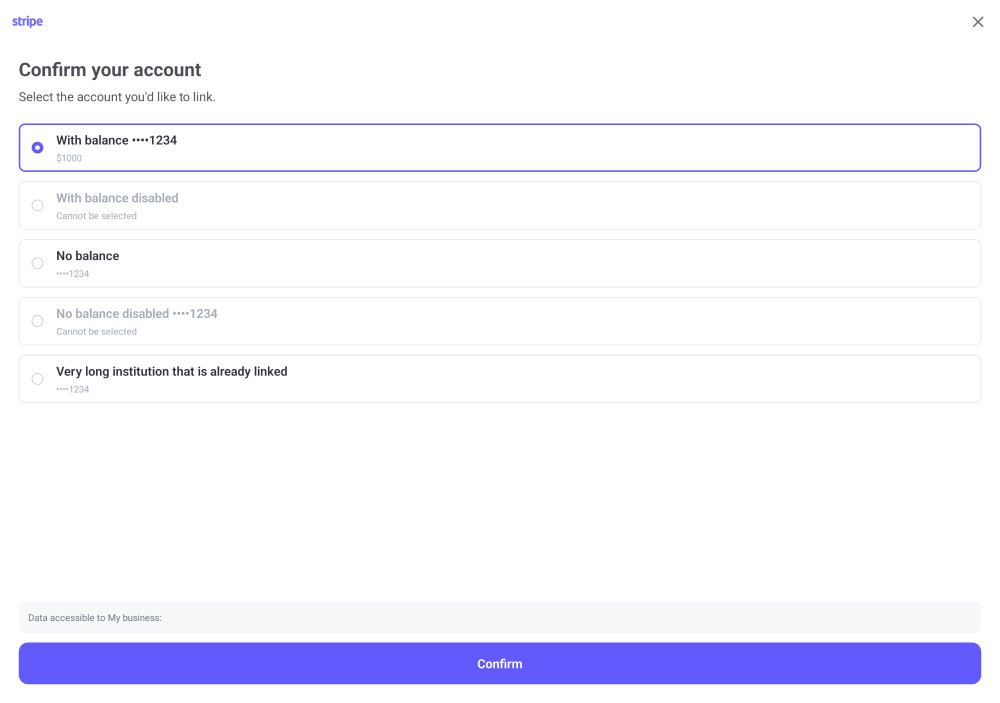 stripe
Confirm your account
Select the account you'd like to link.
With balance ••••1234
$1000
With balance disabled
Cannot be selected
No balance
••••1234
No balance disabled ••••1234
Cannot be selected
Very long institution that is already linked
••••1234
Data accessible to My business:
Confirm